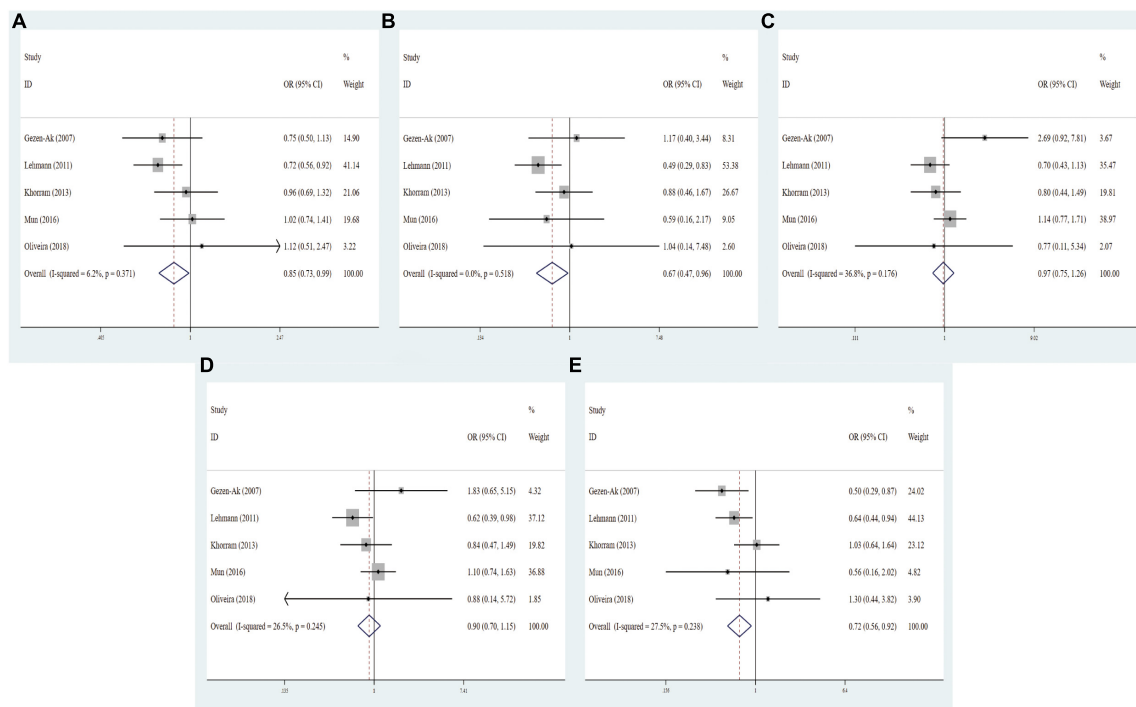 A
Study %
ID OR (95% CI) Weight
Gezen-Ak (2007) 0.75 (0.50, 1.13) 14.90
Lehmann (2011) 0.72 (0.56, 0.92) 41.14
Khorram (2013) 0.96 (0.69, 1.32) 21.06
Mun (2016) 1.02 (0.74, 1.41) 19.68
Oliveira (2018) 1.12 (0.51, 2.47) 3.22
Overall (I-squared = 6.2%, p = 0.371) 0.85 (0.73, 0.99) 100.00
1 2.47
B
Study %
ID OR (95% CI) Weight
Gezen-Ak (2007) 1.17 (0.40, 3.44) 8.31
Lehmann (2011) 0.49 (0.29, 0.83) 53.38
Khorram (2013) 0.88 (0.46, 1.67) 26.67
Mun (2016) 0.59 (0.16, 2.17) 9.05
Oliveira (2018) 1.04 (0.14, 7.48) 2.60
Overall (I-squared = 0.0%, p = 0.518) 0.67 (0.47, 0.96) 100.00
.134 1 7.48
C
Study %
ID OR (95% CI) Weight
Gezen-Ak (2007) 2.69 (0.92, 7.81) 3.67
Lehmann (2011) 0.70 (0.43, 1.13) 35.47
Khorram (2013) 0.80 (0.44, 1.49) 19.81
Mun (2016) 1.14 (0.77, 1.71) 38.97
Oliveira (2018) 0.77 (0.11, 5.34) 2.07
Overall (I-squared = 36.8%, p = 0.176) 0.97 (0.75, 1.26) 100.00
.111 1 9.02
D
Study %
ID OR (95% CI) Weight
Gezen-Ak (2007) 1.83 (0.65, 5.15) 4.32
Lehmann (2011) 0.62 (0.39, 0.98) 37.12
Khorram (2013) 0.84 (0.47, 1.49) 19.82
Mun (2016) 1.10 (0.74, 1.63) 36.88
Oliveira (2018) 0.88 (0.14, 5.72) 1.85
Overall (I-squared = 26.5%, p = 0.245) 0.90 (0.70, 1.15) 100.00
.135 1 7.41
E
Study %
ID OR (95% CI) Weight
Gezen-Ak (2007) 0.50 (0.29, 0.87) 24.02
Lehmann (2011) 0.64 (0.44, 0.94) 44.13
Khorram (2013) 1.03 (0.64, 1.64) 23.12
Mun (2016) 0.56 (0.16, 2.02) 4.82
Oliveira (2018) 1.30 (0.44, 3.82) 3.90
Overall (I-squared = 27.5%, p = 0.238) 0.72 (0.56, 0.92) 100.00
1 6.4